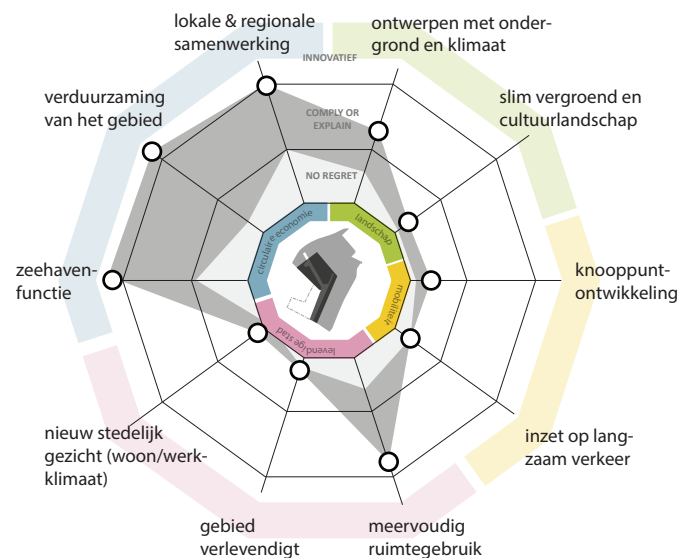 lokale & regionale
samenwerking
ontwerpen met onder-
grond en klimaat
INNOVATIEF
verduurzaming
van het gebied
slim vergroend en
cultuurlandschap
COMPLY OR
EXPLAIN
NO REGRET
circulaire economie
landschap
mobiliteit
levendige stad
zeehaven-
functie
knooppunt-
ontwikkeling
nieuw stedelijk
gezicht (woon/werk-
klimaat)
inzet op lang-
zaam verkeer
gebied
verlevendigt
meervoudig
ruimtegebruik